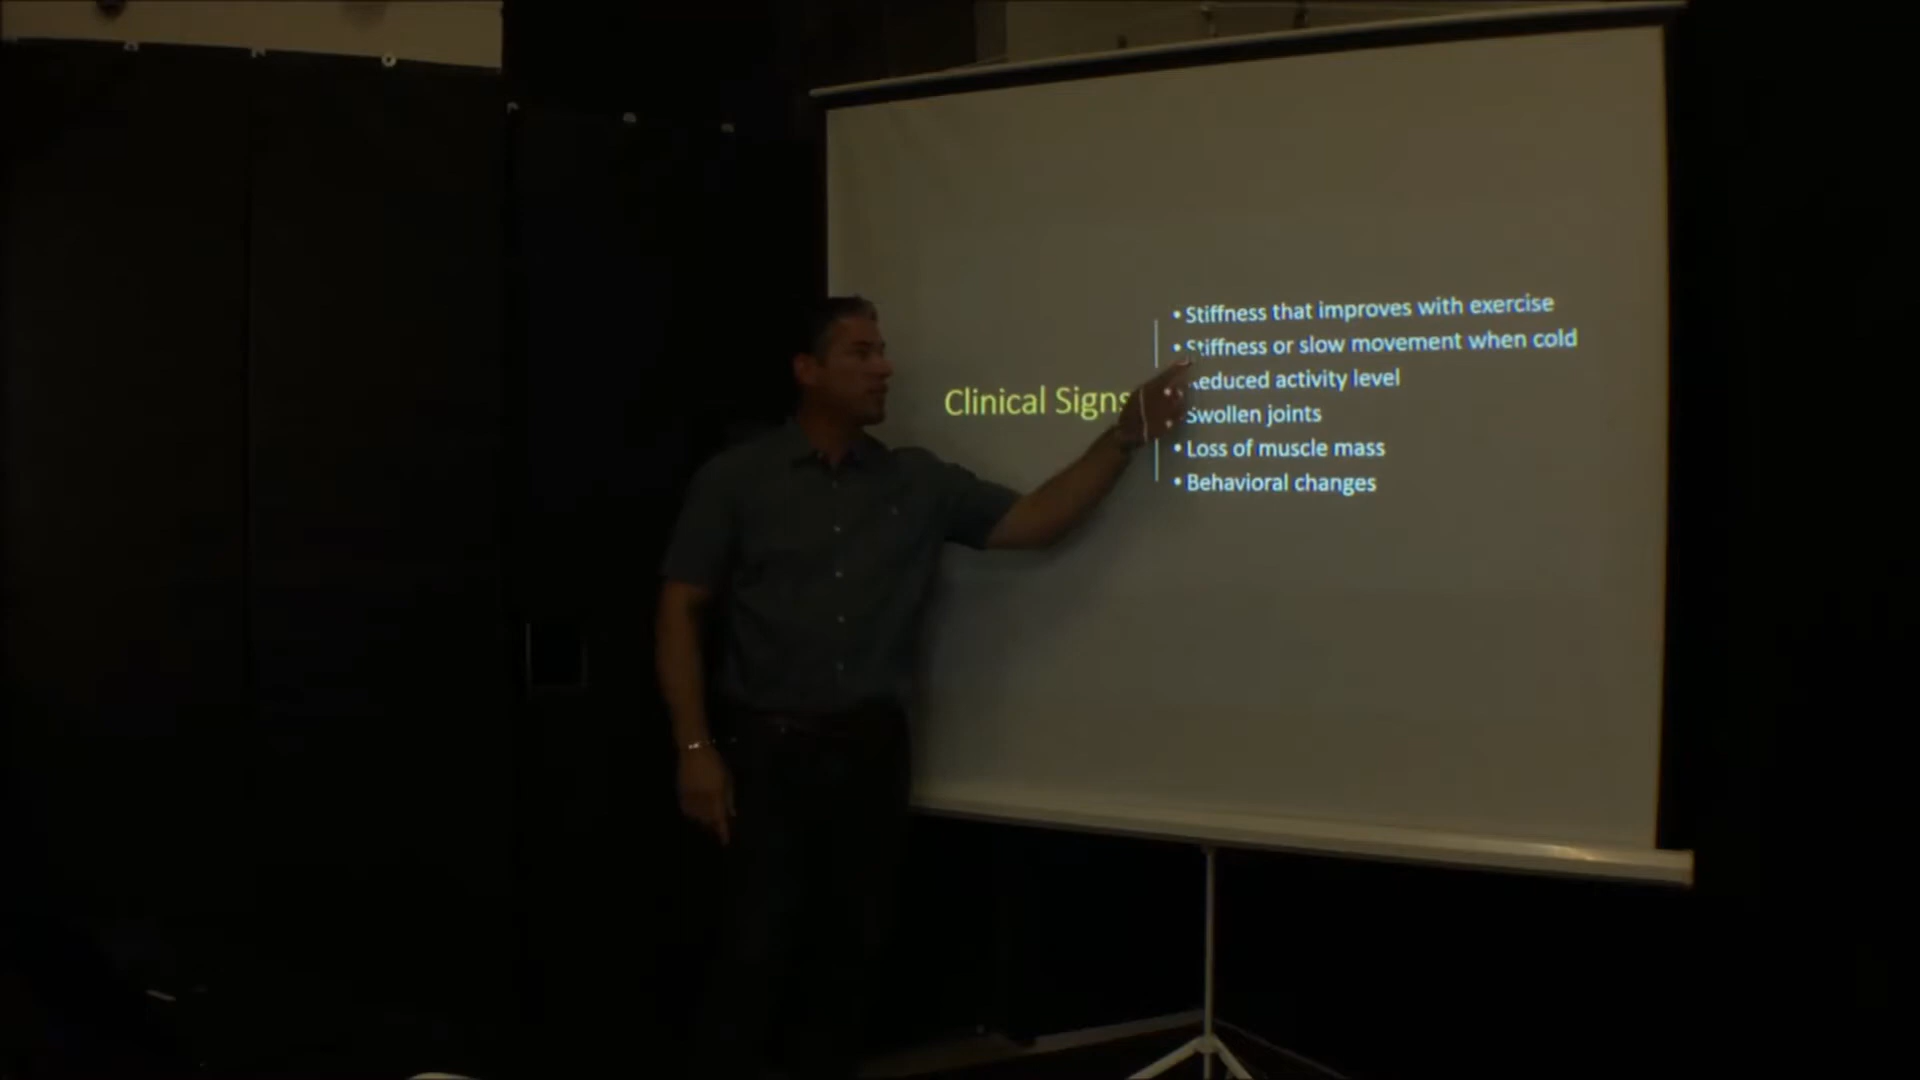 Clinical Signs
• Stiffness that improves with exercise
• Stiffness or slow movement when cold
Reduced activity level
• Swollen joints
• Loss of muscle mass
• Behavioral changes